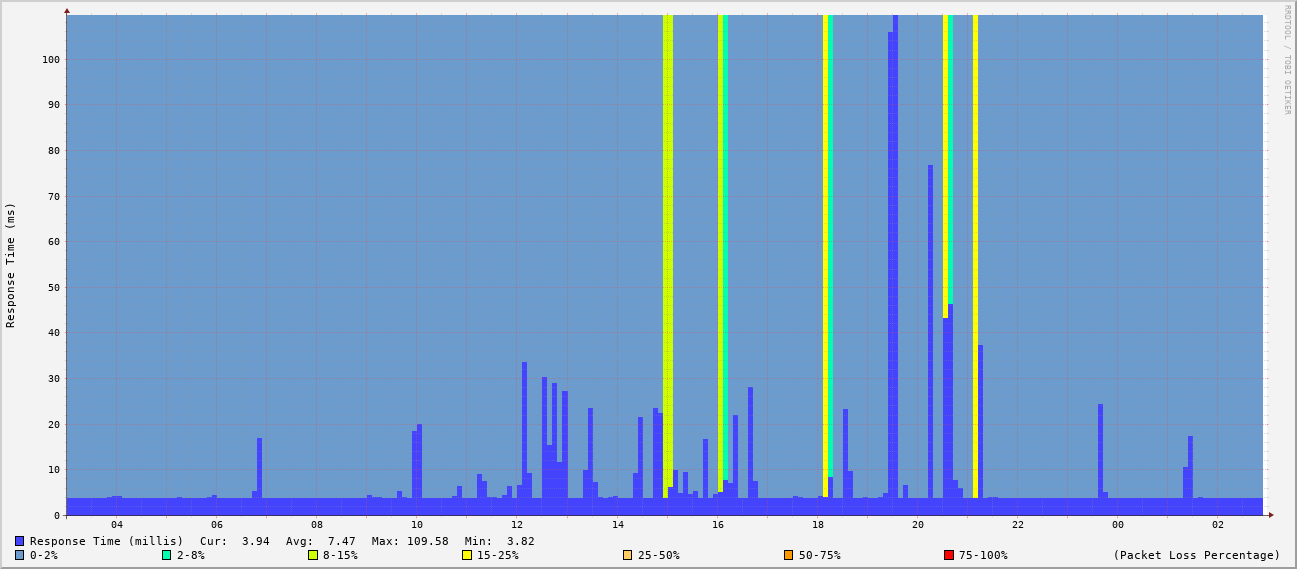 RRDTOOL / TOBI OETIKER
Response Time (ms)
100
90
80
70
60
50
40
30
20
10
0
04 06 08 10 12 14 16 18 20 22 00 02
Response Time (millis) Cur: 3.94 Avg: 7.47 Max: 109.58 Min: 3.82
0-2% 2-8% 8-15% 15-25% 25-50% 50-75% 75-100% (Packet Loss Percentage)